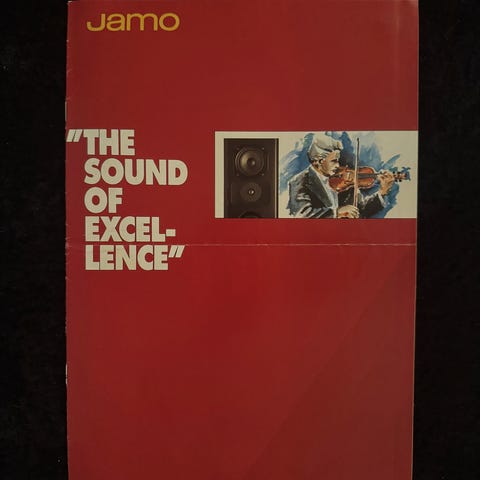 Jamo
"THE
SOUND
OF
EXCEL-
LENCE"